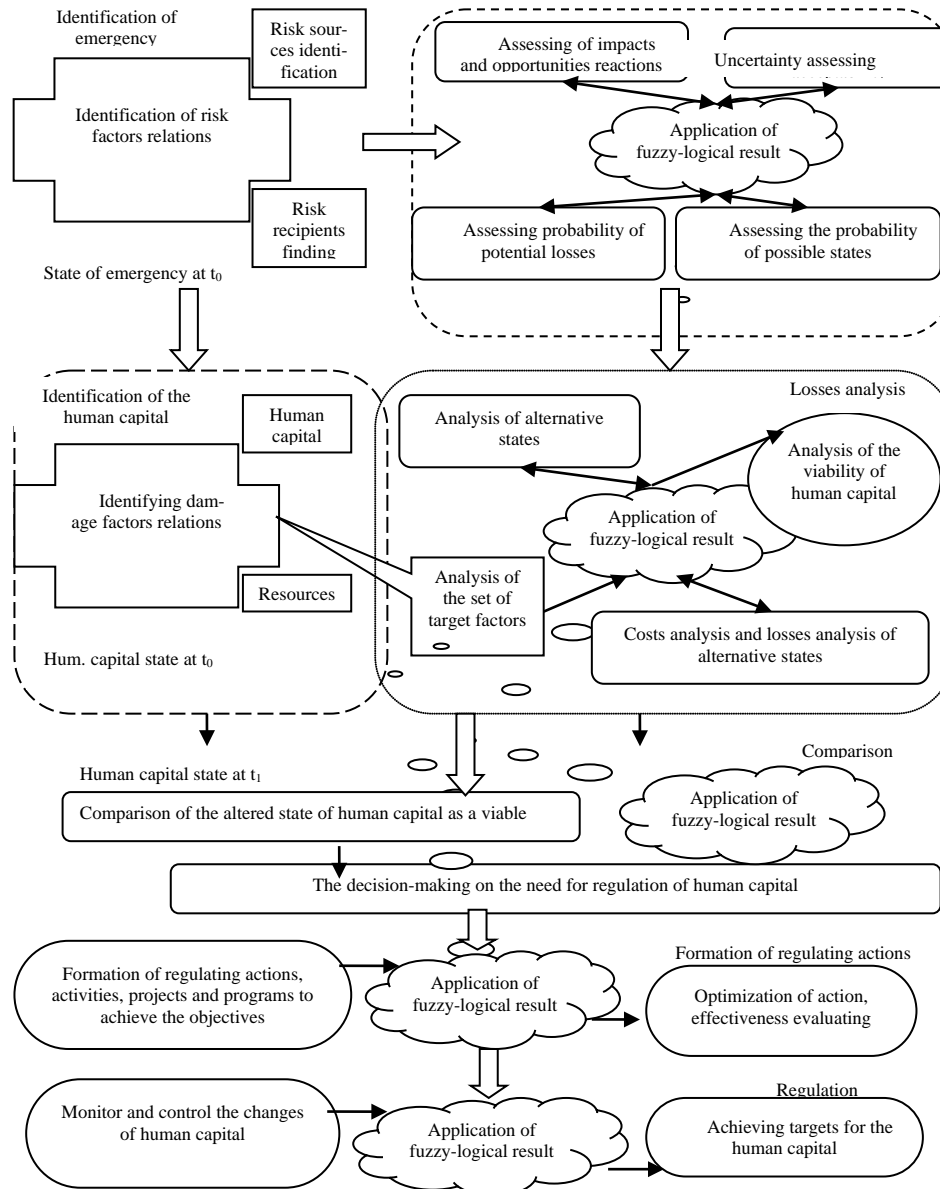 Identification of
emergency
Risk sour-
ces identi-
fication
Identification of risk
factors relations
Risk
recipients
finding
State of emergency at t₀
Assessing of impacts
and opportunities reactions
Uncertainty assessing
Application of
fuzzy-logical result
Assessing probability of
potential losses
Assessing the probability
of possible states
Identification of the
human capital
Human
capital
Identifying dam-
age factors relations
Resources
Hum. capital state at t₀
Losses analysis
Analysis of alternative
states
Analysis of the
viability of
human capital
Application of
fuzzy-logical result
Analysis of
the set of
target factors
Costs analysis and losses analysis of
alternative states
Human capital state at t₁
Comparison of the altered state of human capital as a viable
Comparison
Application of
fuzzy-logical result
The decision-making on the need for regulation of human capital
Formation of regulating actions,
activities, projects and programs to
achieve the objectives
Application of
fuzzy-logical result
Formation of regulating actions
Optimization of action,
effectiveness evaluating
Monitor and control the changes
of human capital
Application of
fuzzy-logical result
Regulation
Achieving targets for the
human capital